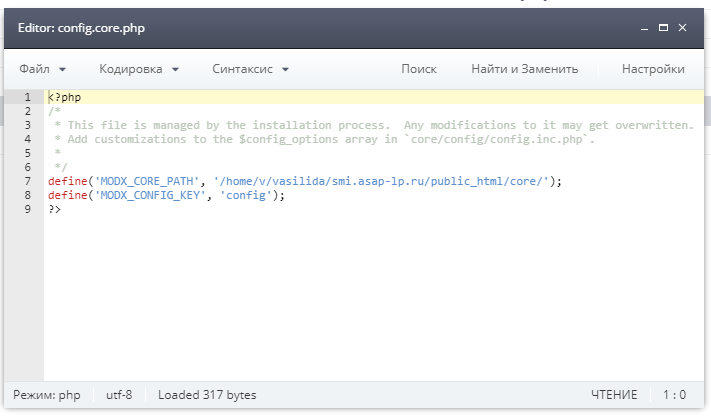 Editor: config.core.php
Файл Кодировка Синтаксис Поиск Найти и Заменить Настройки
1 <?php
2 /*
3 * This file is managed by the installation process.  Any modifications to it may get overwritten.
4 * Add customizations to the $config_options array in `core/config/config.inc.php`.
5 *
6 */
7 define('MODX_CORE_PATH', '/home/v/vasilida/smi.asap-lp.ru/public_html/core/');
8 define('MODX_CONFIG_KEY', 'config');
9 ?>
Режим: php utf-8 Loaded 317 bytes ЧТЕНИЕ 1 : 0